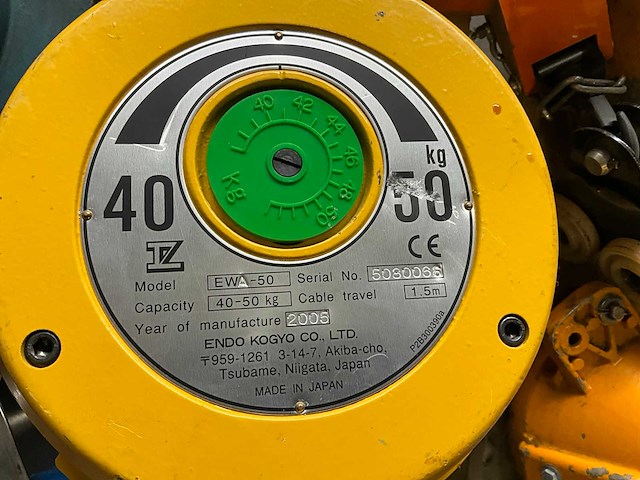 40 42 44 46 48 50
kg
kg
40 50
CE
Model EWA-50 Serial No. 5080066
Capacity 40-50 kg Cable travel 1.5m
Year of manufacture 2005
ENDO KOGYO CO., LTD.
〒959-1261 3-14-7, Akiba-cho,
Tsubame, Niigata, Japan
MADE IN JAPAN
P2B300390a